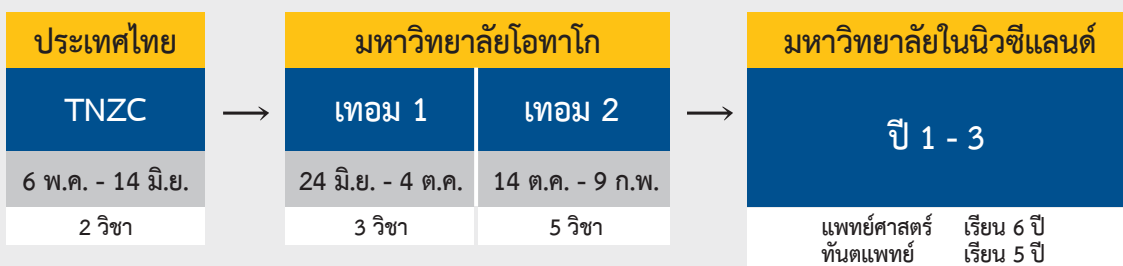 ประเทศไทย
TNZC
6 พ.ค. - 14 มิ.ย.
2 วิชา
มหาวิทยาลัยโอทาโก
เทอม 1
24 มิ.ย. - 4 ต.ค.
3 วิชา
เทอม 2
14 ต.ค. - 9 ก.พ.
5 วิชา
มหาวิทยาลัยในนิวซีแลนด์
ปี 1 - 3
แพทย์ศาสตร์ เรียน 6 ปี
ทันตแพทย์ เรียน 5 ปี